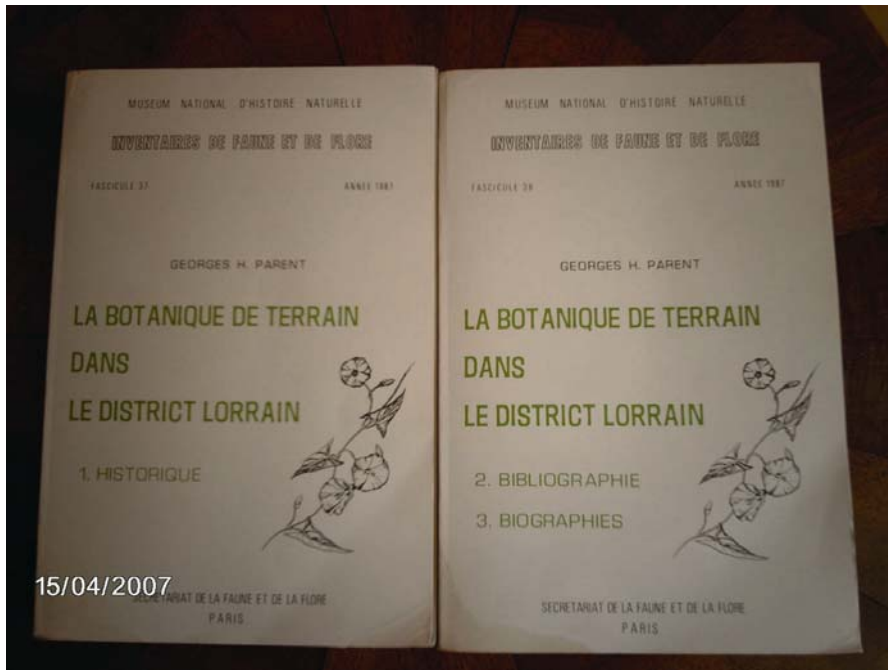 MUSEUM NATIONAL D'HISTOIRE NATURELLE
INVENTAIRES DE FAUNE ET DE FLORE
FASCICULE 37 ANNEE 1987
GEORGES H. PARENT
LA BOTANIQUE DE TERRAIN
DANS
LE DISTRICT LORRAIN
1. HISTORIQUE
SECRETARIAT DE LA FAUNE ET DE LA FLORE
PARIS
MUSEUM NATIONAL D'HISTOIRE NATURELLE
INVENTAIRES DE FAUNE ET DE FLORE
FASCICULE ANNEE 1987
GEORGES H. PARENT
LA BOTANIQUE DE TERRAIN
DANS
LE DISTRICT LORRAIN
2. BIBLIOGRAPHIE
3. BIOGRAPHIES
SECRETARIAT DE LA FAUNE ET DE LA FLORE
PARIS
15/04/2007